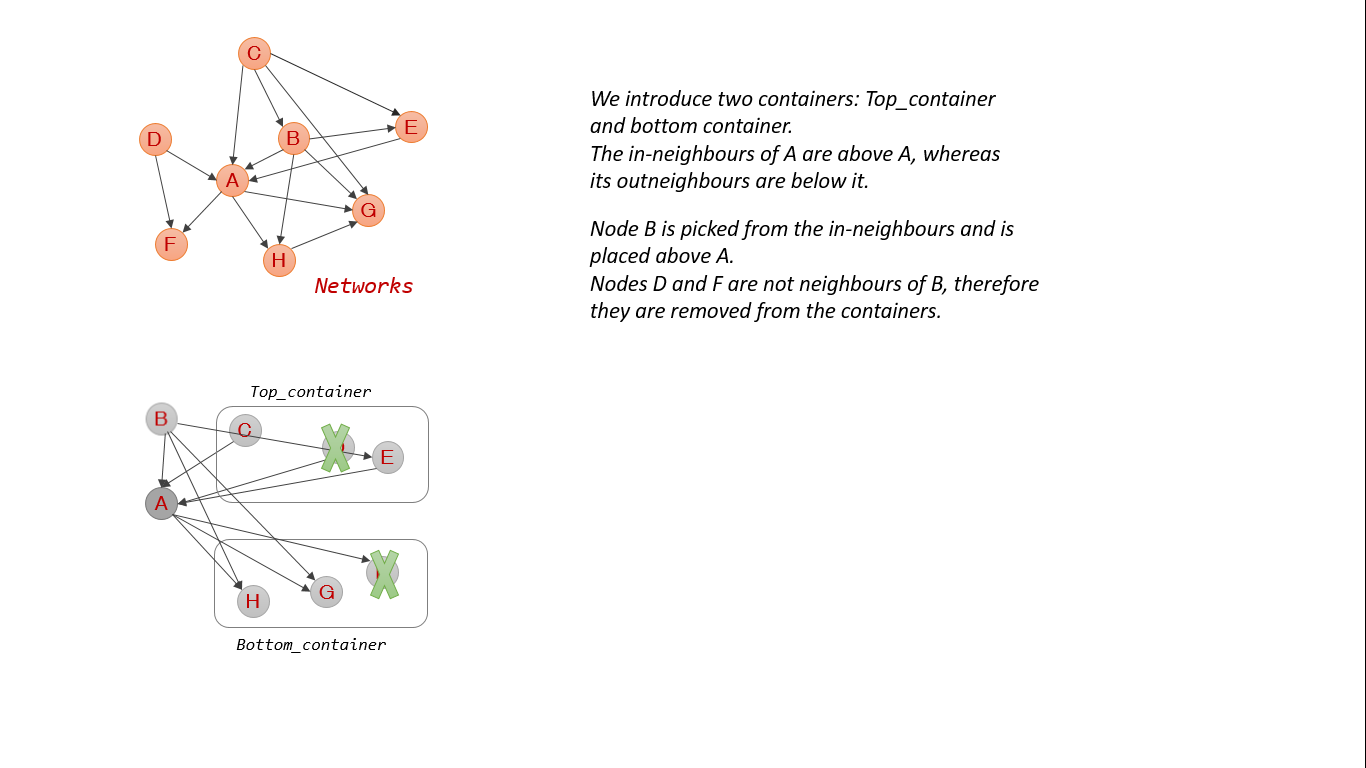 C
We introduce two containers: Top_container
and bottom container.
The in-neighbours of A are above A, whereas
its outneighbours are below it.
Node B is picked from the in-neighbours and is
placed above A.
Nodes D and F are not neighbours of B, therefore
they are removed from the containers.
D
B
E
A
G
F
H
Networks
Top_container
B
C
E
A
H
G
Bottom_container